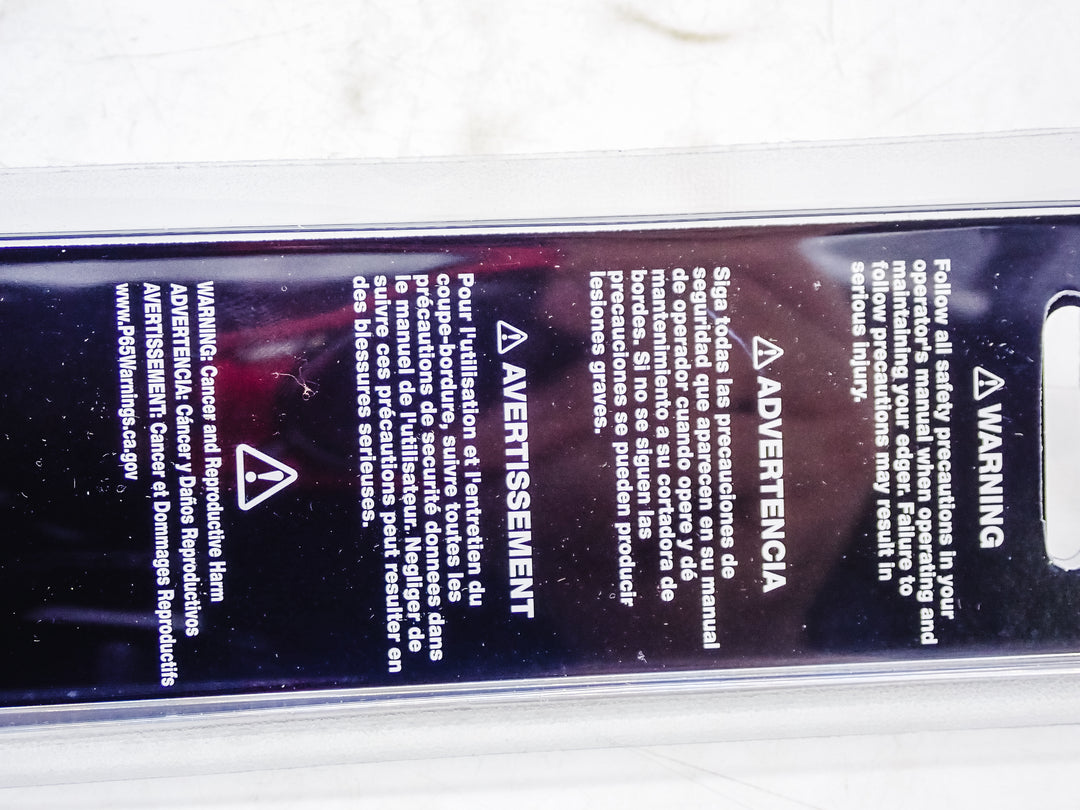 ⚠ WARNING
Follow all safety precautions in your
operator's manual when operating and
maintaining your edger. Failure to
follow precautions may result in
serious injury.
⚠ ADVERTENCIA
Siga todas las precauciones de
seguridad que aparecen en su manual
de operador cuando opere y dé
mantenimiento a su cortadora de
bordes. Si no se siguen las
precauciones se pueden producir
lesiones graves.
⚠ AVERTISSEMENT
Pour l'utilisation et l'entretien du
coupe-bordure, suivre toutes les
précautions de securité données dans
le manuel de l'utilisateur. Negliger de
suivre ces précautions peut resulter en
des blessures serieuses.
⚠
WARNING: Cancer and Reproductive Harm
ADVERTENCIA: Cáncer y Daños Reproductivos
AVERTISSEMENT: Cancer et Dommages Reproductifs
www.P65Warnings.ca.gov